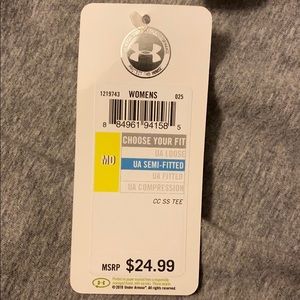 1219743 WOMENS 025
8 84961 94158 5
CHOOSE YOUR FIT
MD
UA LOOSE
UA SEMI-FITTED
UA FITTED
UA COMPRESSION
CC SS TEE
MSRP $24.99